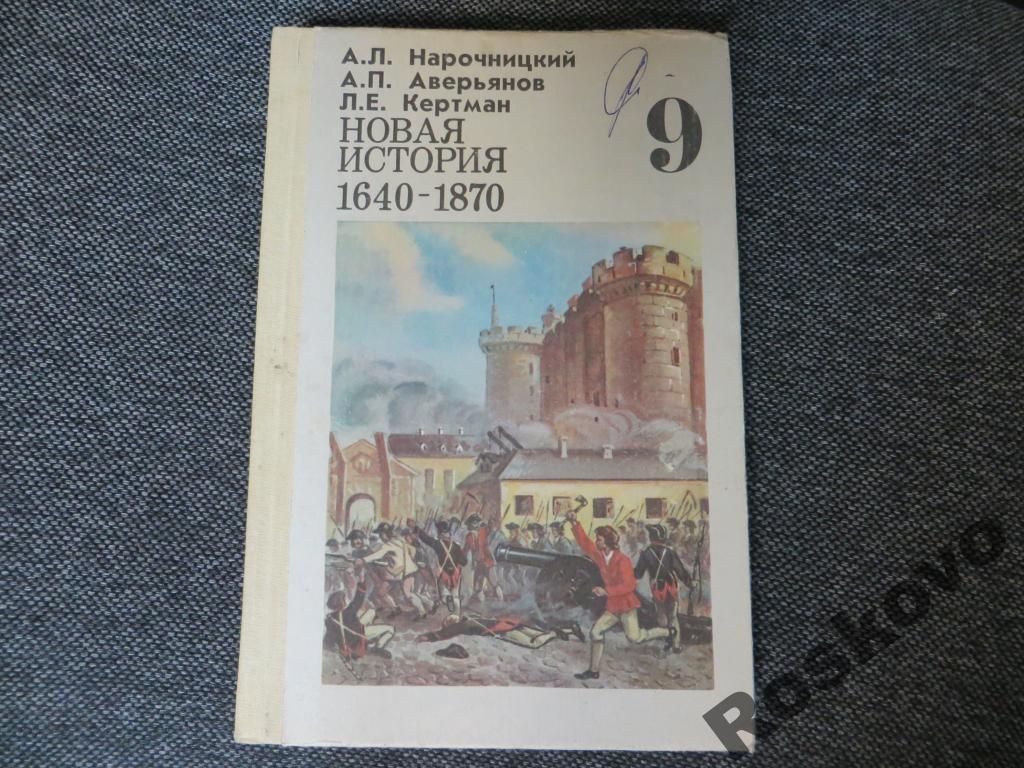 А.Л. Нарочницкий
А.П. Аверьянов
Л.Е. Кертман
НОВАЯ
ИСТОРИЯ
1640-1870
9
Roskovo